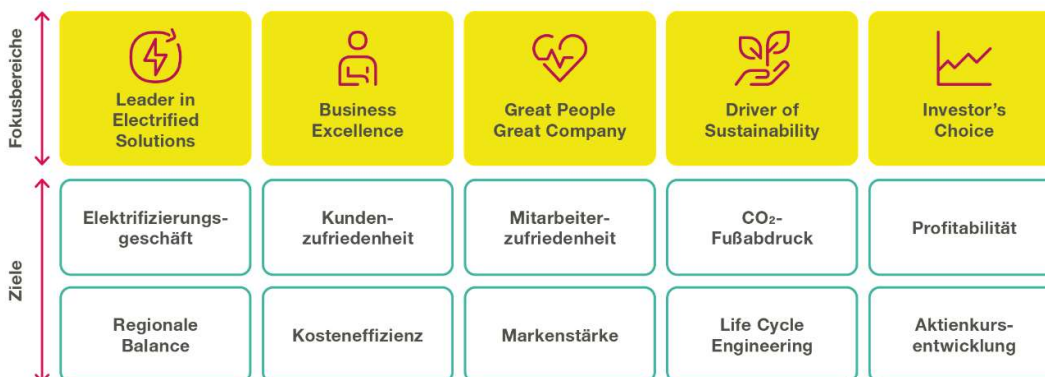 Fokusbereiche
Leader in
Electrified
Solutions
Business
Excellence
Great People
Great Company
Driver of
Sustainability
Investor’s
Choice
Ziele
Elektrifizierungs-
geschäft
Kunden-
zufriedenheit
Mitarbeiter-
zufriedenheit
CO₂-
Fußabdruck
Profitabilität
Regionale
Balance
Kosteneffizienz
Markenstärke
Life Cycle
Engineering
Aktienkurs-
entwicklung